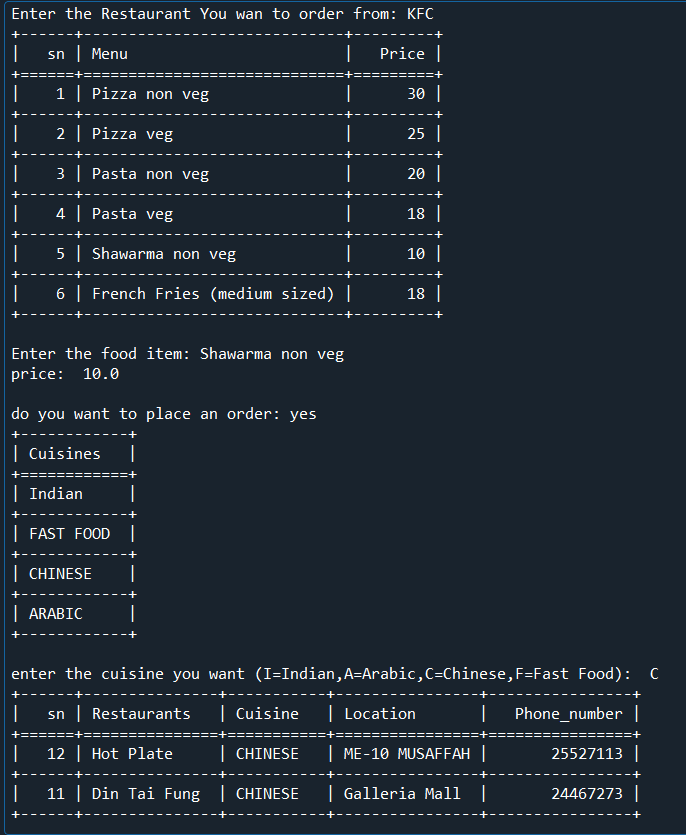 Enter the Restaurant You wan to order from: KFC
+------+-----------------------------+---------+
|   sn | Menu                        |   Price |
+======+=============================+=========+
|    1 | Pizza non veg               |      30 |
+------+-----------------------------+---------+
|    2 | Pizza veg                   |      25 |
+------+-----------------------------+---------+
|    3 | Pasta non veg               |      20 |
+------+-----------------------------+---------+
|    4 | Pasta veg                   |      18 |
+------+-----------------------------+---------+
|    5 | Shawarma non veg            |      10 |
+------+-----------------------------+---------+
|    6 | French Fries (medium sized) |      18 |
+------+-----------------------------+---------+
Enter the food item: Shawarma non veg
price:  10.0
do you want to place an order: yes
+------------+
| Cuisines   |
+============+
| Indian     |
+------------+
| FAST FOOD  |
+------------+
| CHINESE    |
+------------+
| ARABIC     |
+------------+
enter the cuisine you want (I=Indian,A=Arabic,C=Chinese,F=Fast Food):  C
+------+---------------+-----------+----------------+----------------+
|   sn | Restaurants   | Cuisine   | Location       |   Phone_number |
+======+===============+===========+================+================+
|   12 | Hot Plate     | CHINESE   | ME-10 MUSAFFAH |       25527113 |
+------+---------------+-----------+----------------+----------------+
|   11 | Din Tai Fung  | CHINESE   | Galleria Mall  |       24467273 |
+------+---------------+-----------+----------------+----------------+